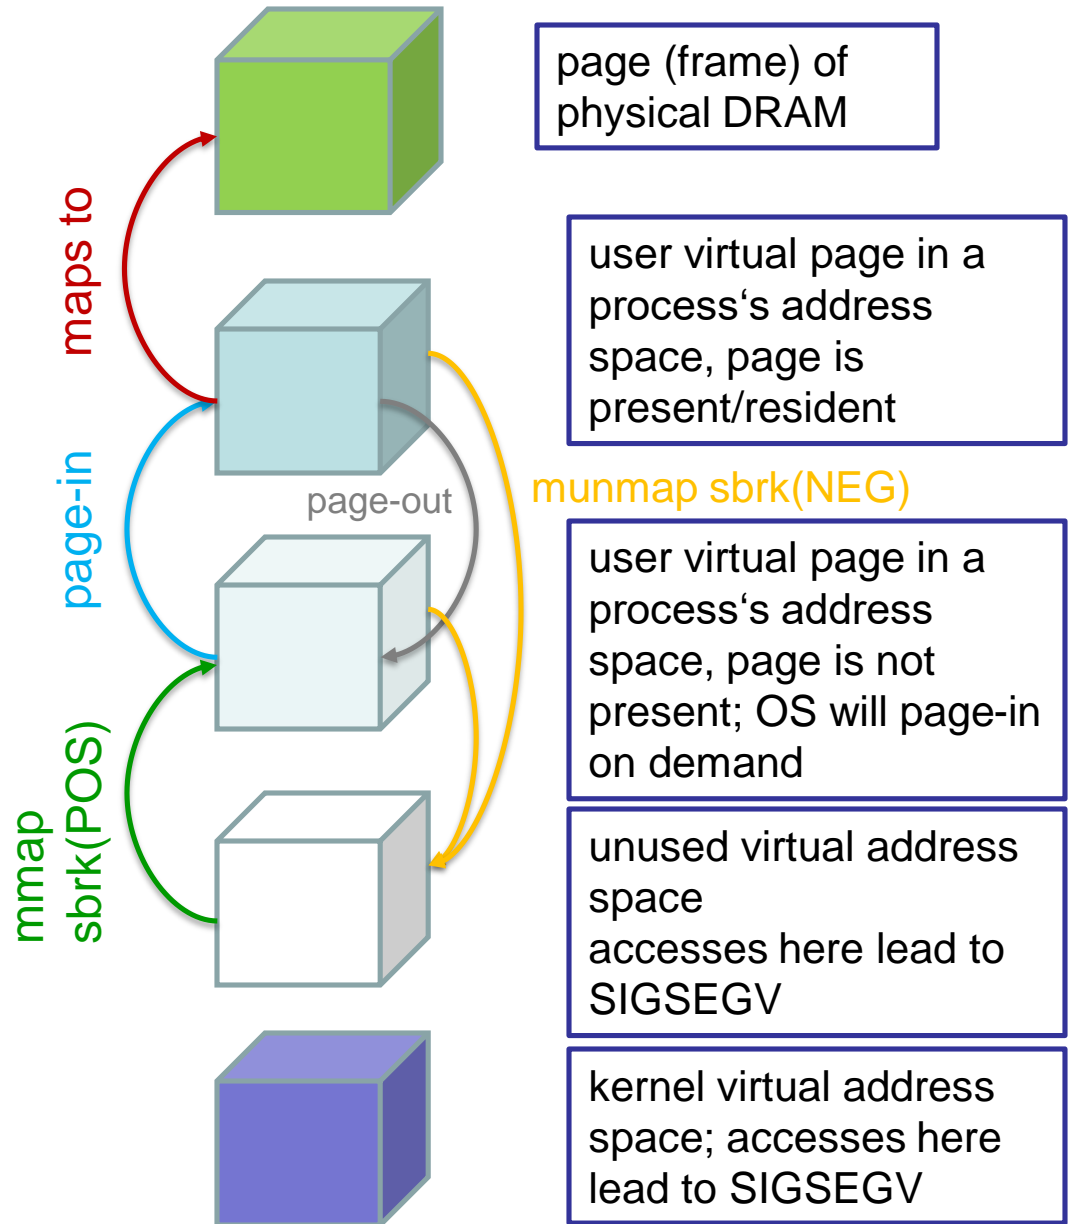 page (frame) of
physical DRAM
maps to
user virtual page in a
process‘s address
space, page is
present/resident
page-in
page-out
munmap sbrk(NEG)
user virtual page in a
process‘s address
space, page is not
present; OS will page-in
on demand
mmap
sbrk(POS)
unused virtual address
space
accesses here lead to
SIGSEGV
kernel virtual address
space; accesses here
lead to SIGSEGV